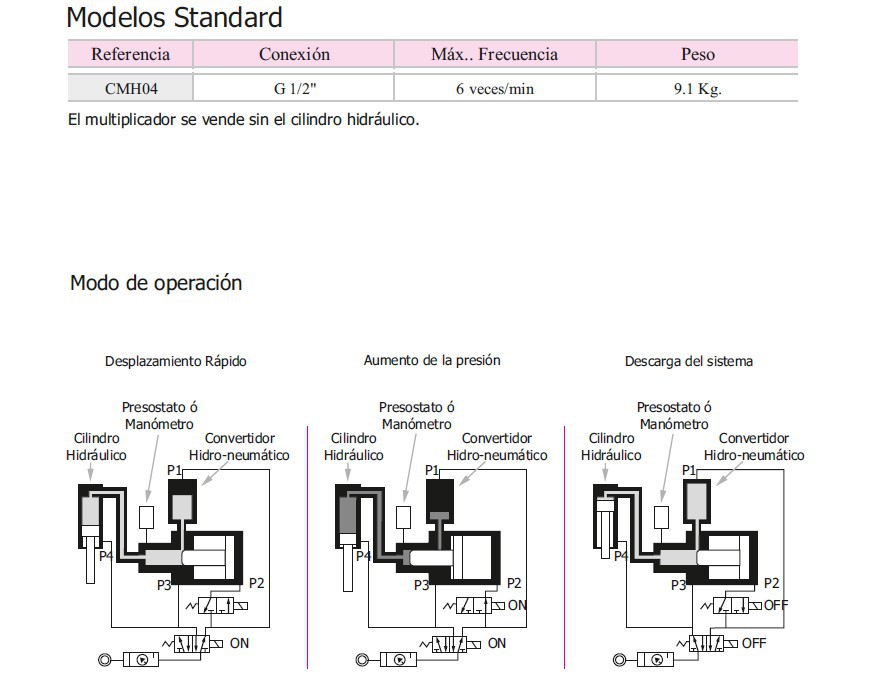 Modelos Standard
Referencia Conexión Máx.. Frecuencia Peso
CMH04 G 1/2" 6 veces/min 9.1 Kg.
El multiplicador se vende sin el cilindro hidráulico.
Modo de operación
Desplazamiento Rápido
Presostato ó
Manómetro
Cilindro
Hidráulico
Convertidor
Hidro-neumático
P1
P4
P3
P2
ON
Aumento de la presión
Presostato ó
Manómetro
Cilindro
Hidráulico
Convertidor
Hidro-neumático
P1
P4
P3
P2
ON
ON
Descarga del sistema
Presostato ó
Manómetro
Cilindro
Hidráulico
Convertidor
Hidro-neumático
P1
P4
P3
P2
OFF
OFF